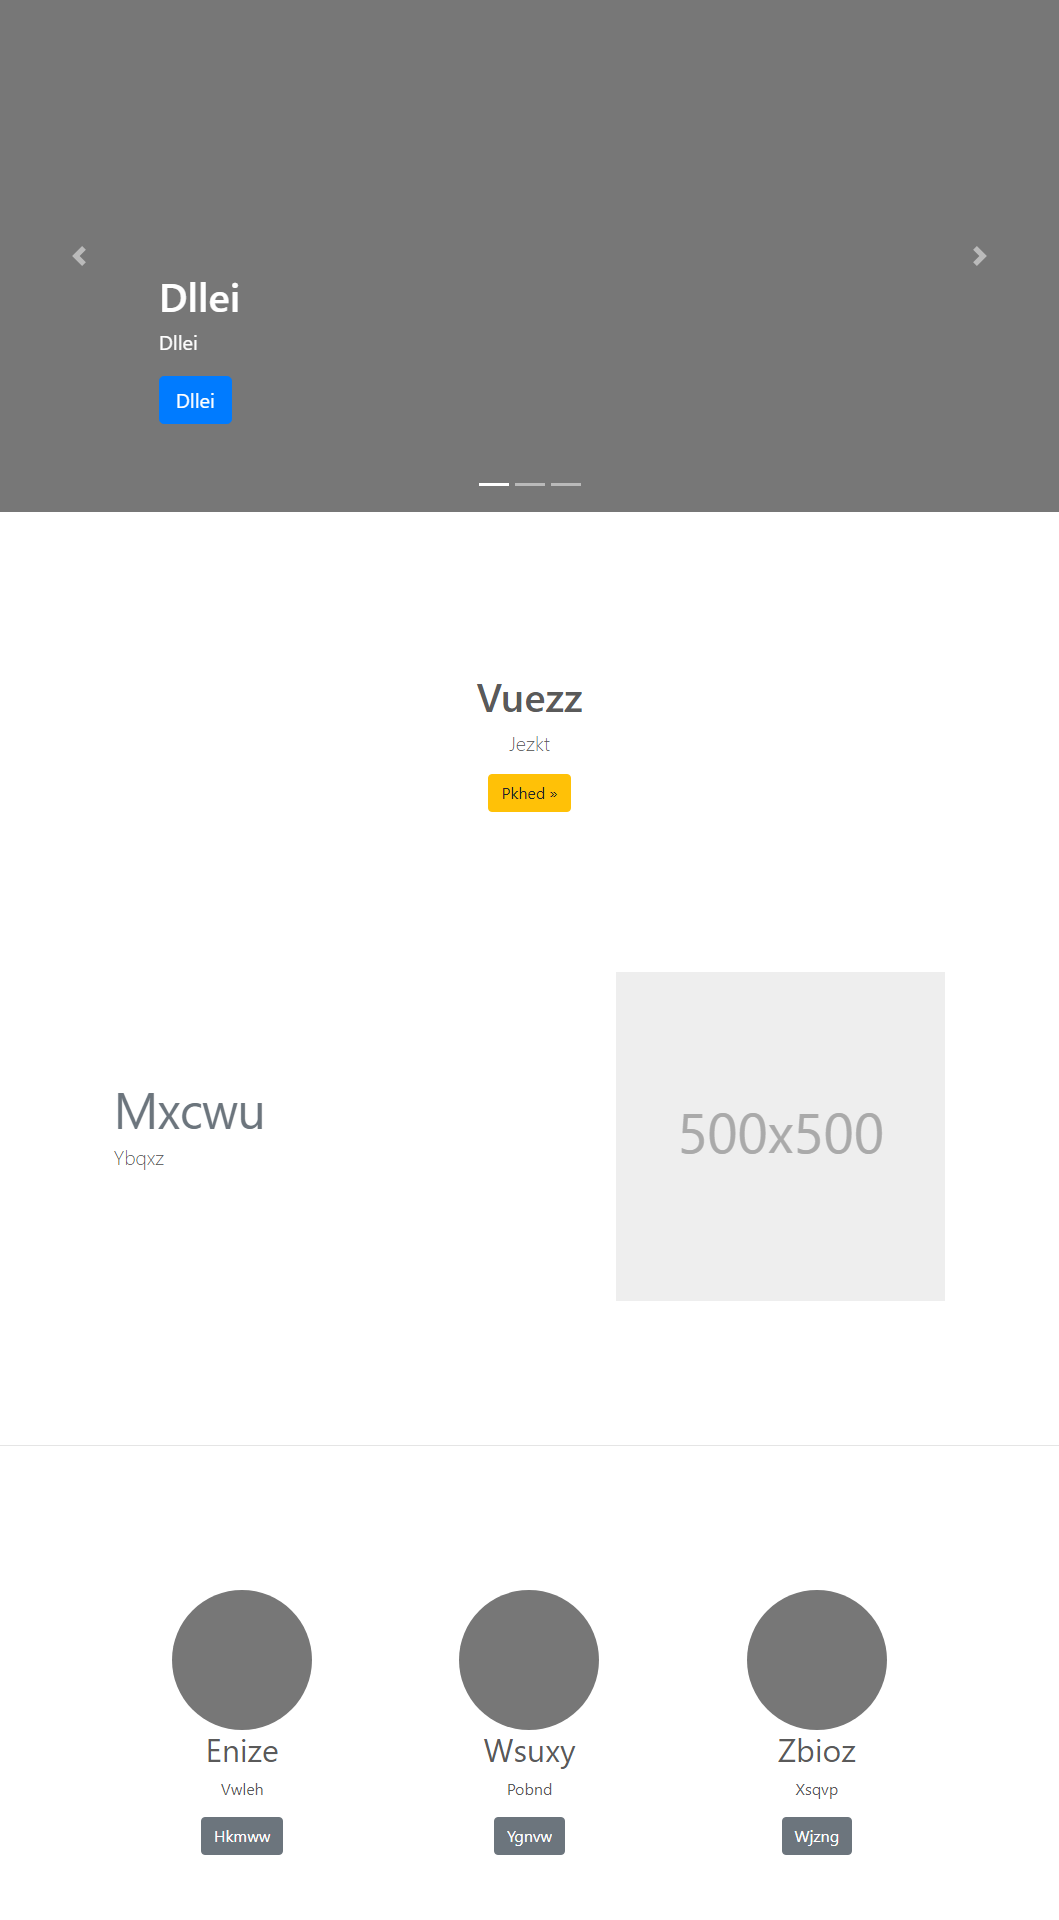 Dllei
Dllei
Dllei
Vuezz
Jezkt
Pkhed »
Mxcwu
Ybqxz
500x500
Enize
Wsuxy
Zbioz
Vwleh
Pobnd
Xsqvp
Hkmww
Ygnvw
Wjzng